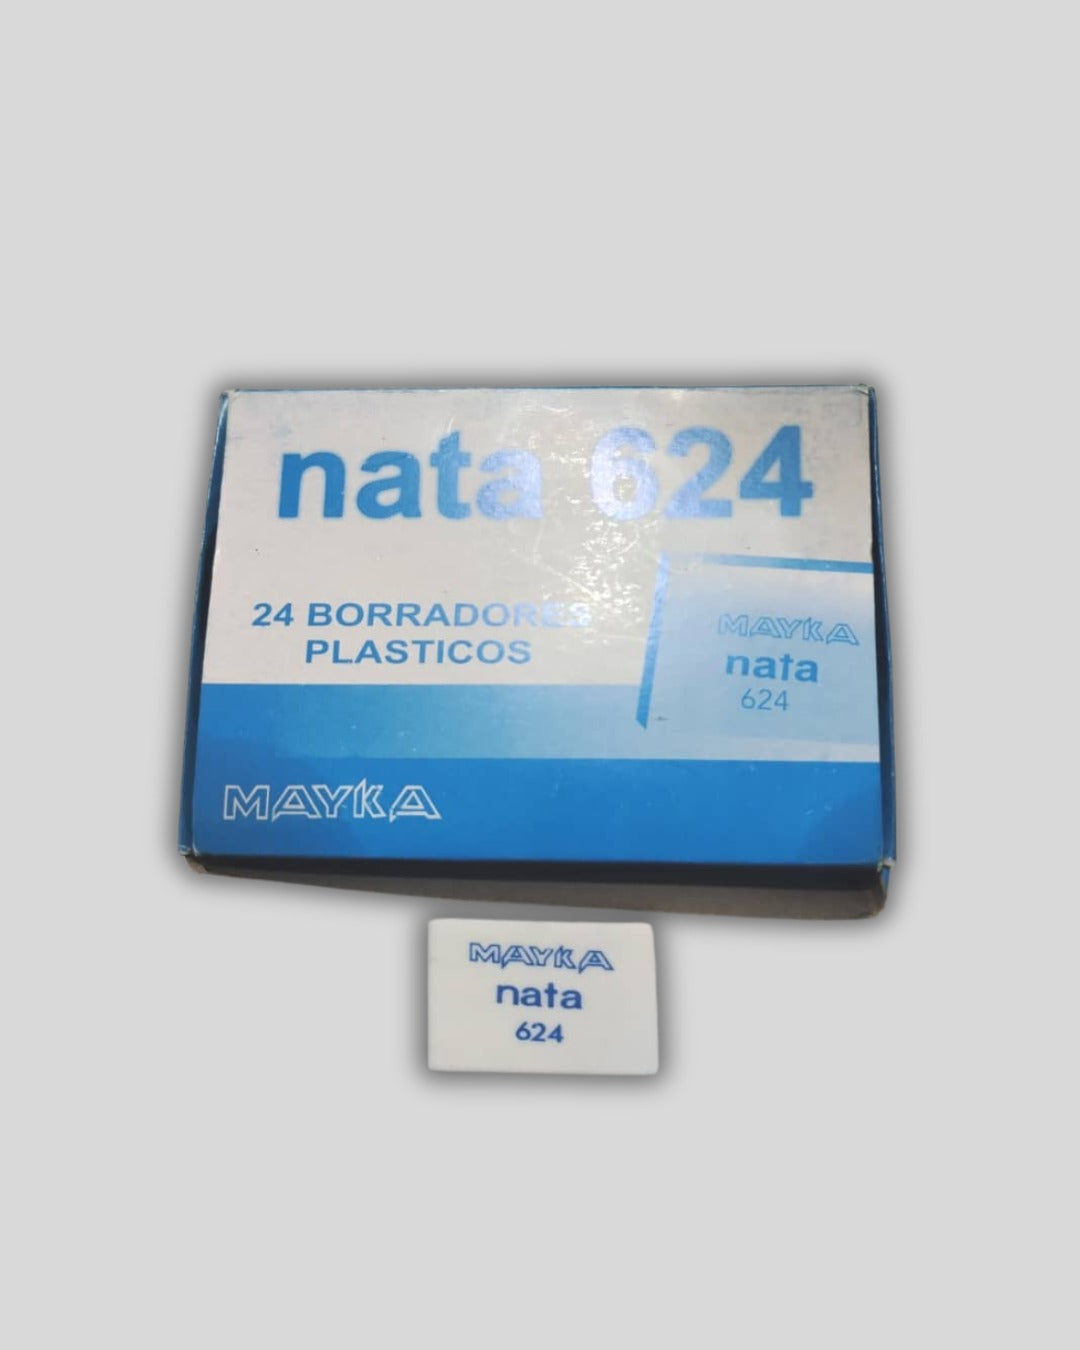 nata 624
24 BORRADORES
PLASTICOS
MAYKA
nata
624
MAYKA
MAYKA
nata
624